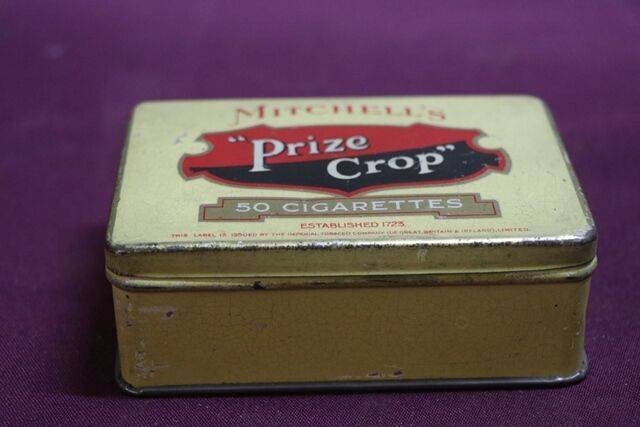 MITCHELL'S
"Prize
Crop"
50 CIGARETTES
ESTABLISHED 1723.
THIS LABEL IS ISSUED BY THE IMPERIAL TOBACCO COMPANY (OF GREAT BRITAIN & IRELAND), LIMITED.